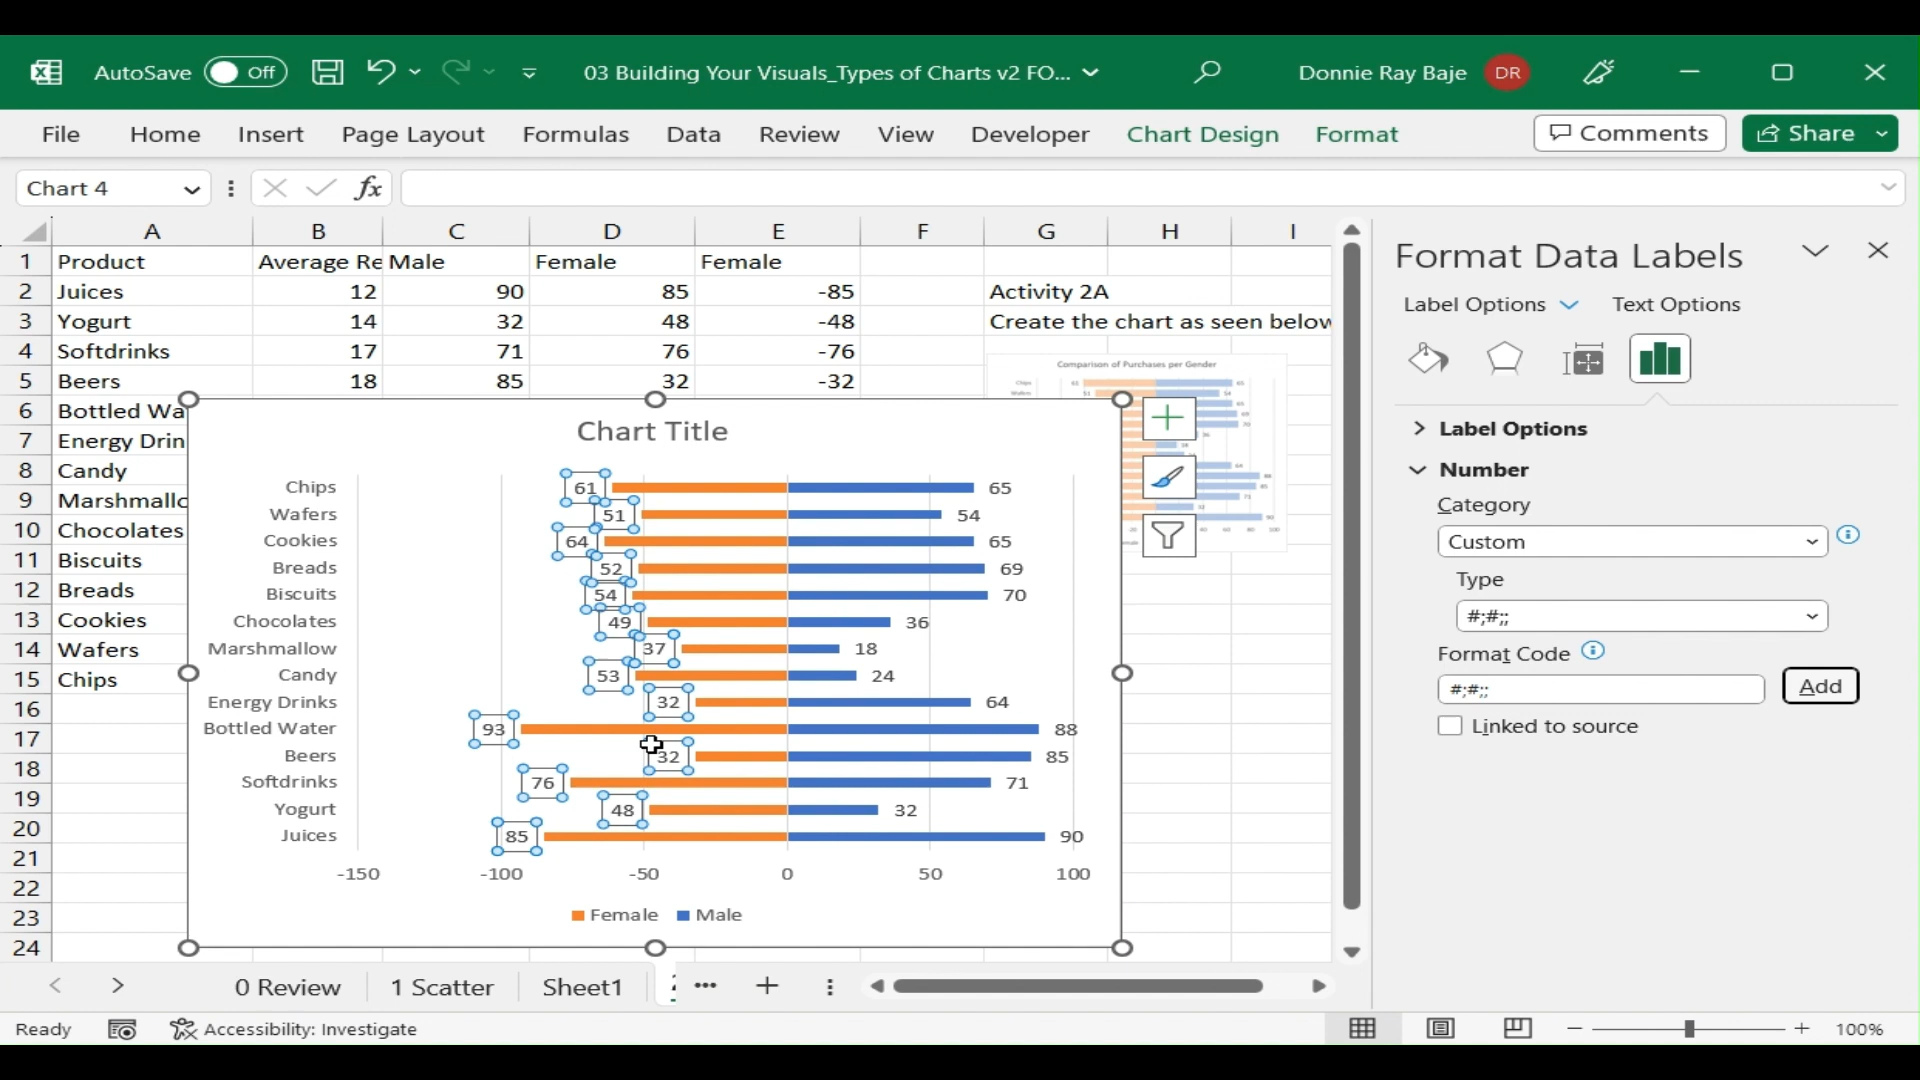 AutoSave Off 03 Building Your Visuals_Types of Charts v2 FO... Donnie Ray Baje DR
File Home Insert Page Layout Formulas Data Review View Developer Chart Design Format Comments Share
Chart 4 fx
A B C D E F G H I
1 Product Average Re Male Female Female
2 Juices 12 90 85 -85 Activity 2A
3 Yogurt 14 32 48 -48 Create the chart as seen below
4 Softdrinks 17 71 76 -76
5 Beers 18 85 32 -32
6 Bottled Wa
7 Energy Drin
8 Candy
9 Marshmallo
10 Chocolates
11 Biscuits
12 Breads
13 Cookies
14 Wafers
15 Chips
16
17
18
19
20
21
22
23
24
Comparison of Purchases per Gender
Chart Title
Chips 61 65
Wafers 51 54
Cookies 64 65
Breads 52 69
Biscuits 54 70
Chocolates 49 36
Marshmallow 37 18
Candy 53 24
Energy Drinks 32 64
Bottled Water 93 88
Beers 32 85
Softdrinks 76 71
Yogurt 48 32
Juices 85 90
-150 -100 -50 0 50 100
Female Male
Format Data Labels
Label Options Text Options
Label Options
Number
Category
Custom
Type
#;#;;
Format Code
#;#;; Add
Linked to source
0 Review 1 Scatter Sheet1
Ready Accessibility: Investigate 100%